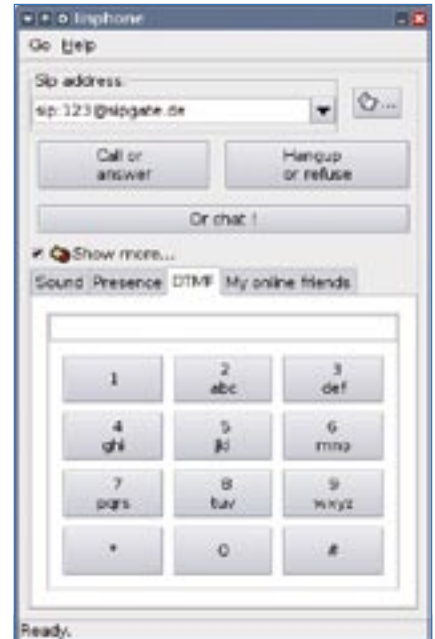 linphone
Go Help
Sip address:
sip:123@sipgate.de
...
Call or
answer
Hangup
or refuse
Or chat !
Show more...
Sound Presence DTMF My online friends
1
2
abc
3
def
4
ghi
5
jkl
6
mno
7
pqrs
8
tuv
9
wxyz
*
0
#
Ready.